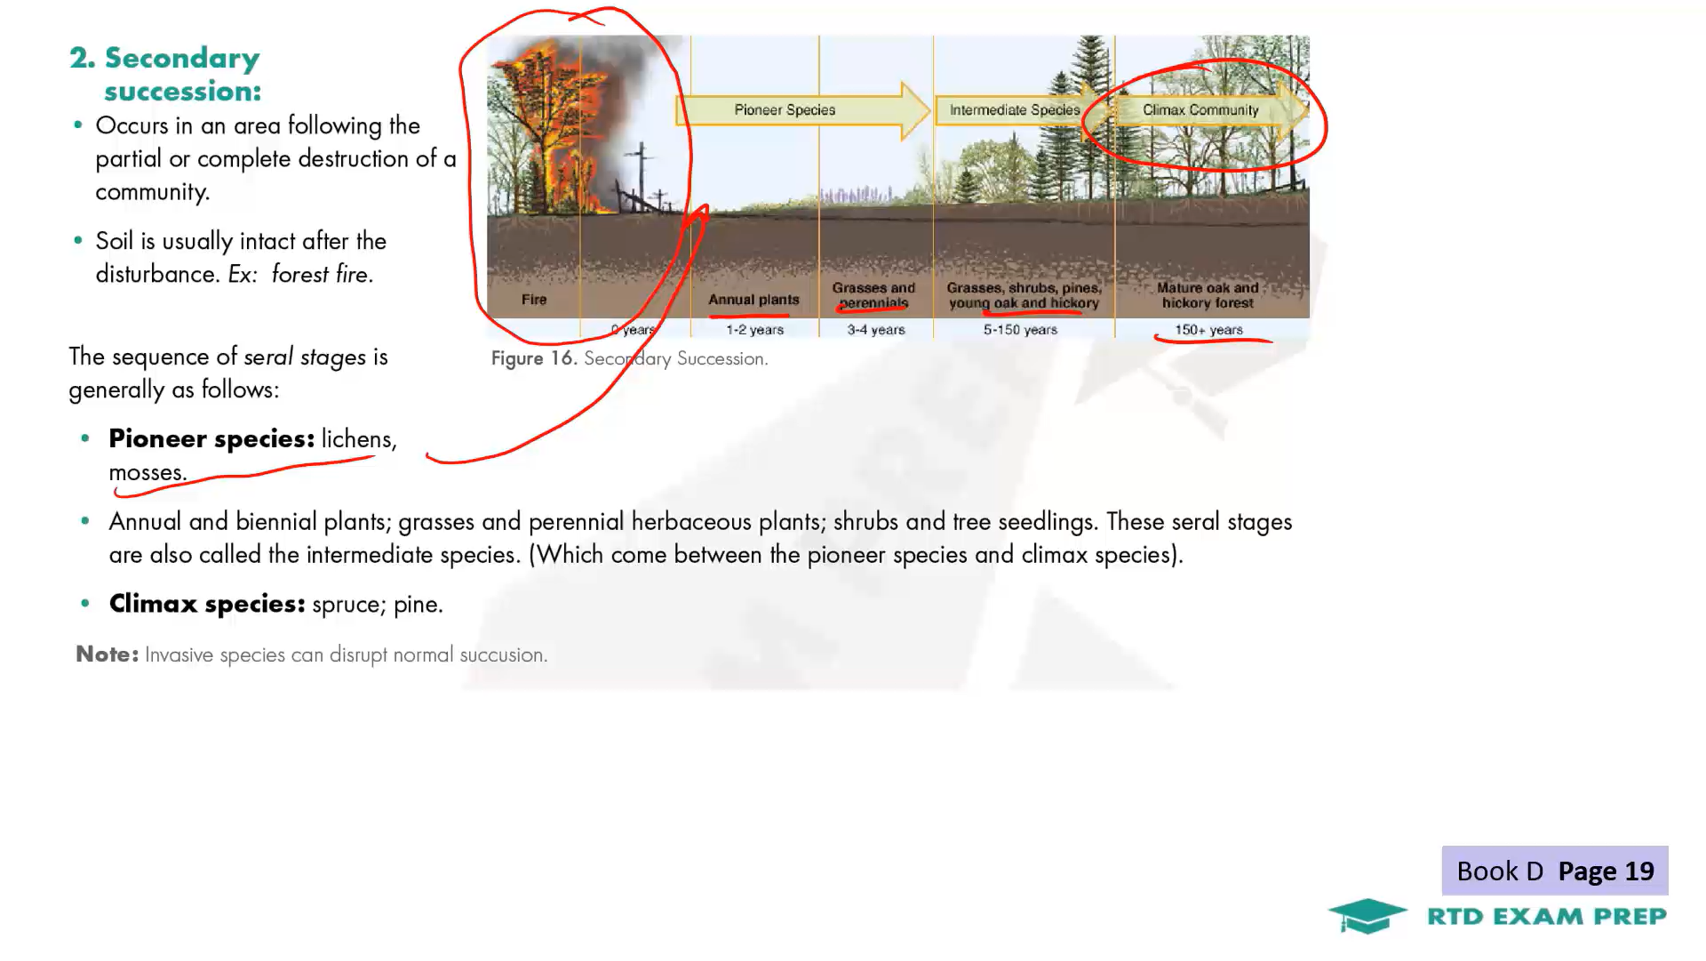 2. Secondary
succession:
• Occurs in an area following the
partial or complete destruction of a
community.
• Soil is usually intact after the
disturbance. Ex: forest fire.
Pioneer Species
Intermediate Species
Climax Community
Fire
Annual plants
Grasses and
perennials
Grasses, shrubs, pines,
young oak and hickory
Mature oak and
hickory forest
0 years
1-2 years
3-4 years
5-150 years
150+ years
Figure 16. Secondary Succession.
The sequence of seral stages is
generally as follows:
• Pioneer species: lichens,
mosses.
• Annual and biennial plants; grasses and perennial herbaceous plants; shrubs and tree seedlings. These seral stages
are also called the intermediate species. (Which come between the pioneer species and climax species).
• Climax species: spruce; pine.
Note: Invasive species can disrupt normal succusion.
Book D Page 19
RTD EXAM PREP